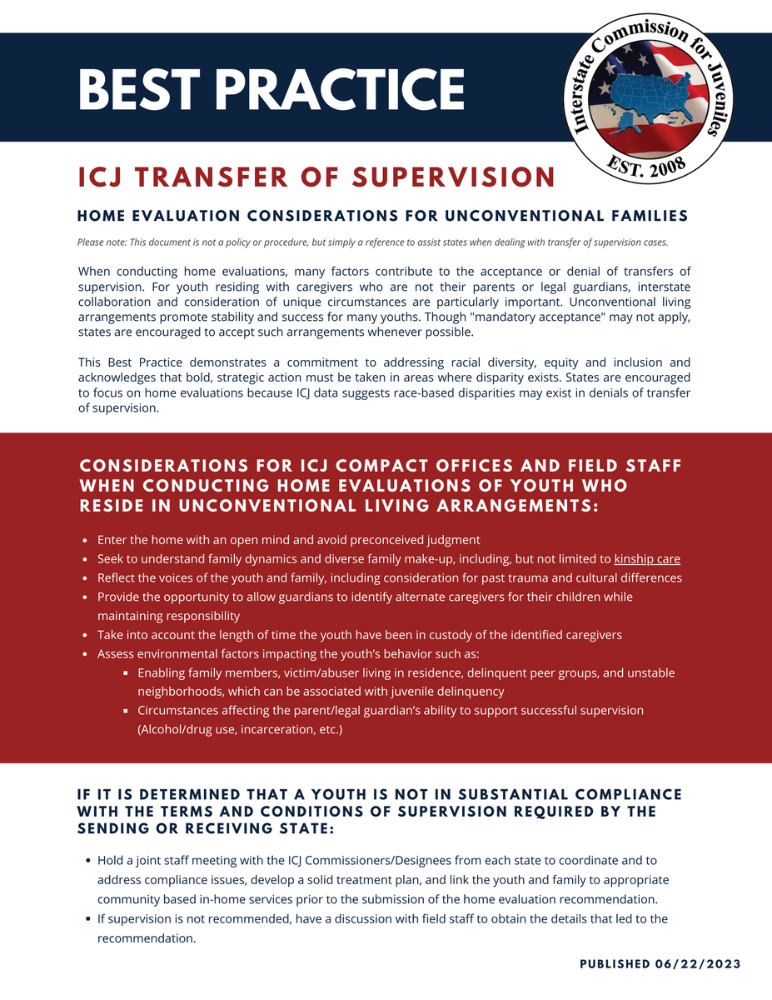 BEST PRACTICE
Interstate Commission for Juveniles
EST. 2008
ICJ TRANSFER OF SUPERVISION
HOME EVALUATION CONSIDERATIONS FOR UNCONVENTIONAL FAMILIES
Please note: This document is not a policy or procedure, but simply a reference to assist states when dealing with transfer of supervision cases.
When conducting home evaluations, many factors contribute to the acceptance or denial of transfers of
supervision. For youth residing with caregivers who are not their parents or legal guardians, interstate
collaboration and consideration of unique circumstances are particularly important. Unconventional living
arrangements promote stability and success for many youths. Though "mandatory acceptance" may not apply,
states are encouraged to accept such arrangements whenever possible.
This Best Practice demonstrates a commitment to addressing racial diversity, equity and inclusion and
acknowledges that bold, strategic action must be taken in areas where disparity exists. States are encouraged
to focus on home evaluations because ICJ data suggests race-based disparities may exist in denials of transfer
of supervision.
CONSIDERATIONS FOR ICJ COMPACT OFFICES AND FIELD STAFF
WHEN CONDUCTING HOME EVALUATIONS OF YOUTH WHO
RESIDE IN UNCONVENTIONAL LIVING ARRANGEMENTS:
• Enter the home with an open mind and avoid preconceived judgment
• Seek to understand family dynamics and diverse family make-up, including, but not limited to kinship care
• Reflect the voices of the youth and family, including consideration for past trauma and cultural differences
• Provide the opportunity to allow guardians to identify alternate caregivers for their children while
maintaining responsibility
• Take into account the length of time the youth have been in custody of the identified caregivers
• Assess environmental factors impacting the youth's behavior such as:
▪ Enabling family members, victim/abuser living in residence, delinquent peer groups, and unstable
neighborhoods, which can be associated with juvenile delinquency
▪ Circumstances affecting the parent/legal guardian's ability to support successful supervision
(Alcohol/drug use, incarceration, etc.)
IF IT IS DETERMINED THAT A YOUTH IS NOT IN SUBSTANTIAL COMPLIANCE
WITH THE TERMS AND CONDITIONS OF SUPERVISION REQUIRED BY THE
SENDING OR RECEIVING STATE:
• Hold a joint staff meeting with the ICJ Commissioners/Designees from each state to coordinate and to
address compliance issues, develop a solid treatment plan, and link the youth and family to appropriate
community based in-home services prior to the submission of the home evaluation recommendation.
• If supervision is not recommended, have a discussion with field staff to obtain the details that led to the
recommendation.
PUBLISHED 06/22/2023